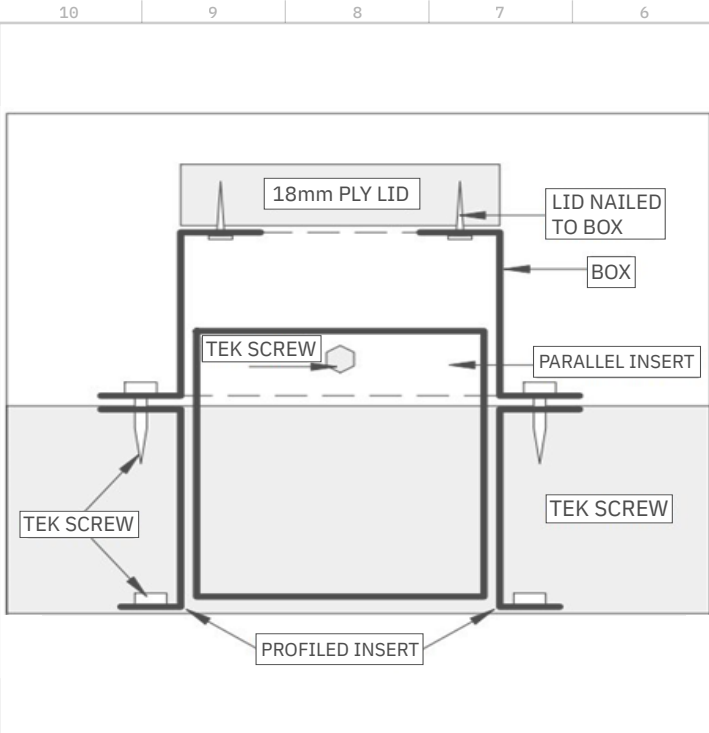 10 9 8 7 6
18mm PLY LID
LID NAILED
TO BOX
BOX
TEK SCREW
PARALLEL INSERT
TEK SCREW
TEK SCREW
PROFILED INSERT